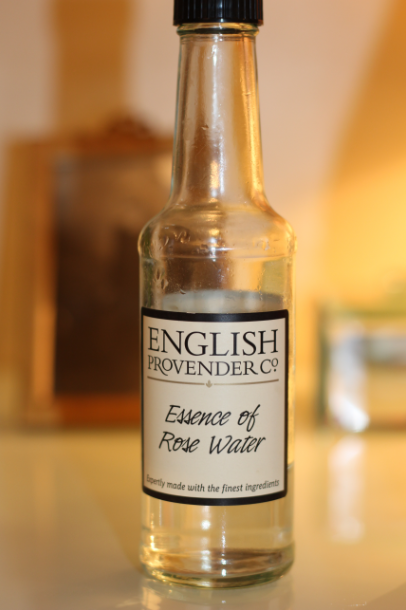 ENGLISH
PROVENDER Co
Essence of
Rose Water
Expertly made with the finest ingredients